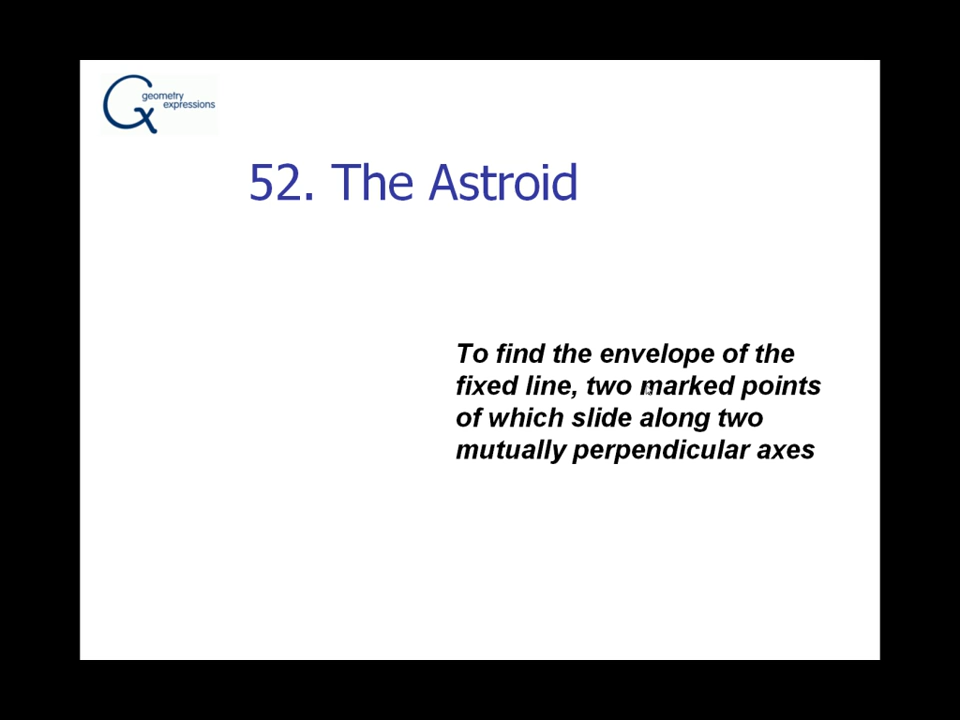 geometry
expressions
52. The Astroid
To find the envelope of the
fixed line, two marked points
of which slide along two
mutually perpendicular axes